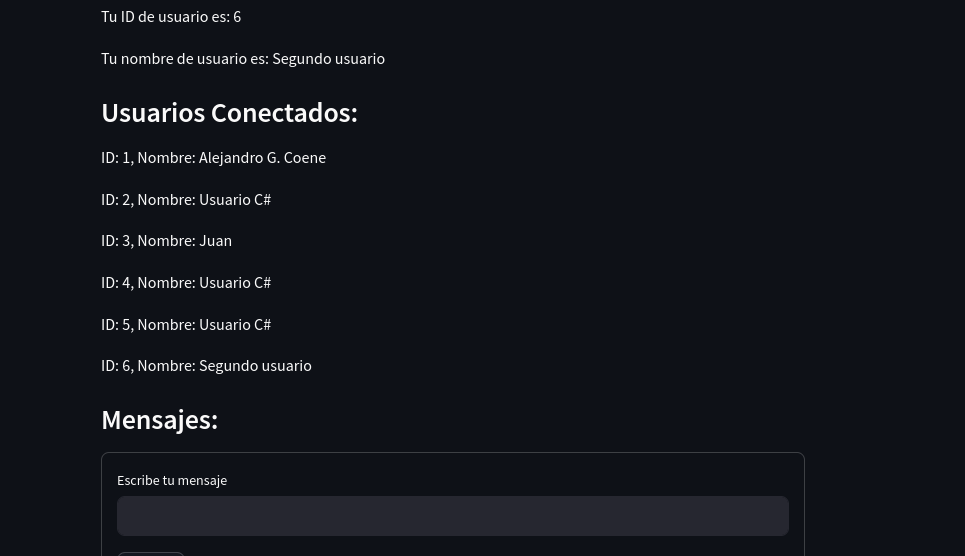 Tu ID de usuario es: 6
Tu nombre de usuario es: Segundo usuario
Usuarios Conectados:
ID: 1, Nombre: Alejandro G. Coene
ID: 2, Nombre: Usuario C#
ID: 3, Nombre: Juan
ID: 4, Nombre: Usuario C#
ID: 5, Nombre: Usuario C#
ID: 6, Nombre: Segundo usuario
Mensajes:
Escribe tu mensaje